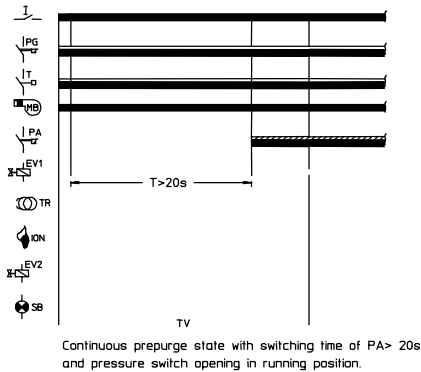 I
PG
T
MB
PA
EV1
T>20s
TR
ION
EV2
SB
TV
Continuous prepurge state with switching time of PA> 20s
and pressure switch opening in running position.